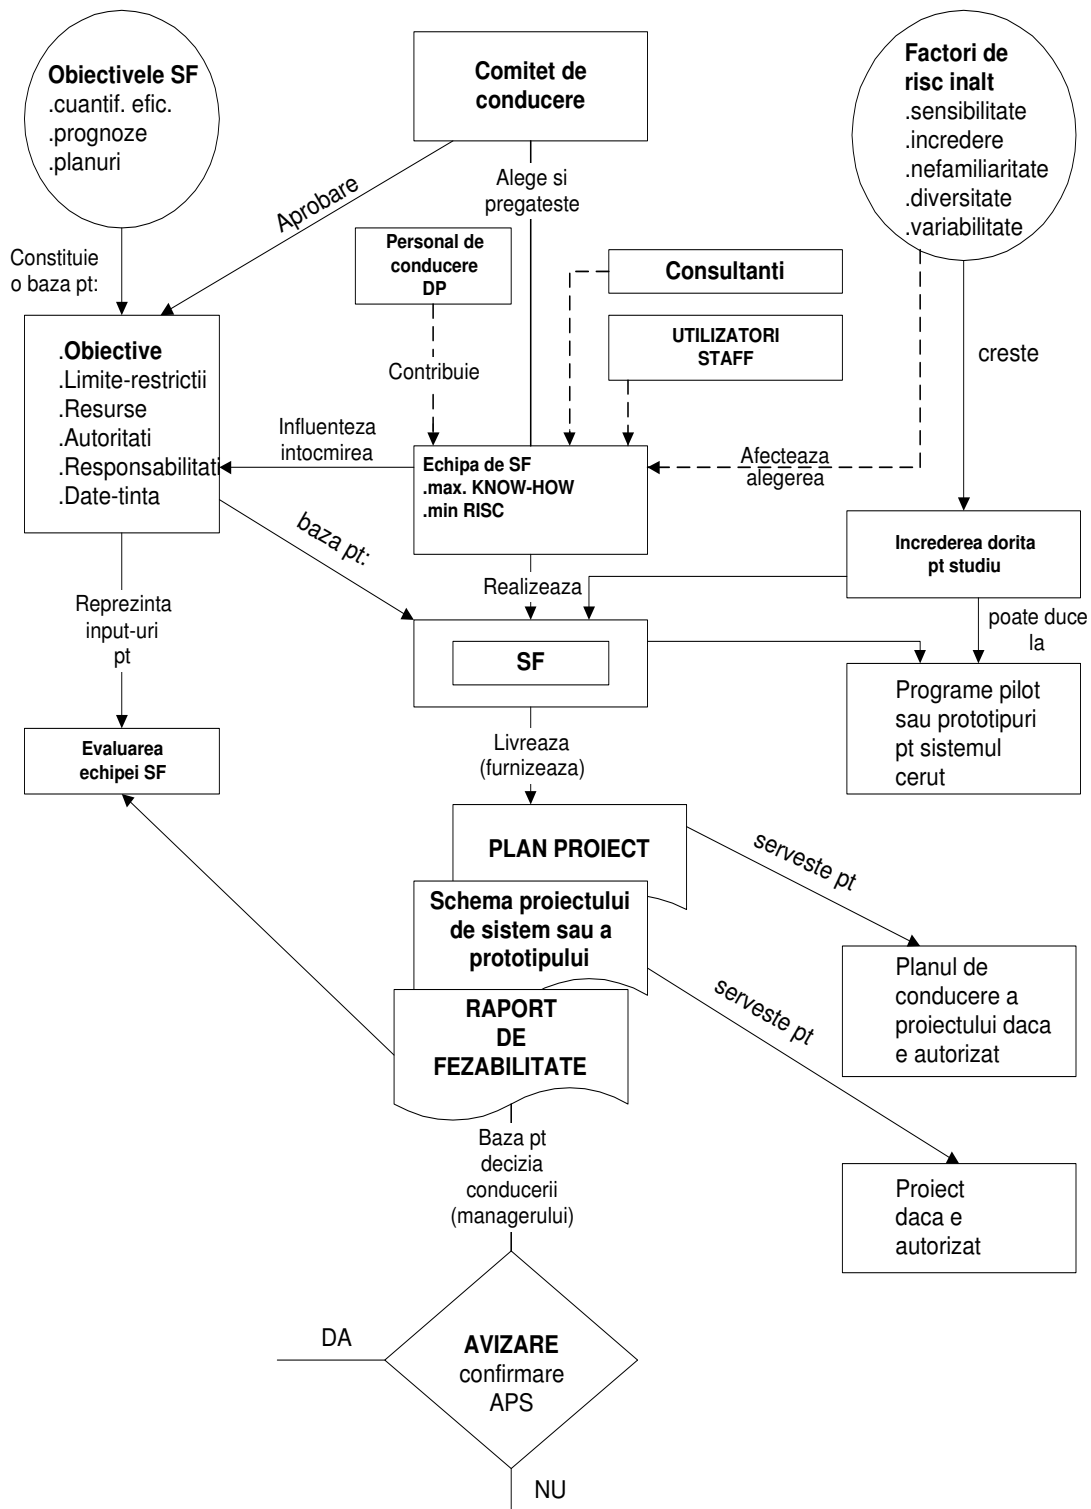 Obiectivele SF
.cuantif. efic.
.prognoze
.planuri
Comitet de
conducere
Factori de
risc inalt
.sensibilitate
.incredere
.nefamiliaritate
.diversitate
.variabilitate
Aprobare
Alege si
pregateste
Constituie
o baza pt:
Personal de
conducere
DP
Consultanti
UTILIZATORI
STAFF
creste
.Obiective
.Limite-restrictii
.Resurse
.Autoritati
.Responsabilitati
.Date-tinta
Contribuie
Influenteza
intocmirea
Echipa de SF
.max. KNOW-HOW
.min RISC
Afecteaza
alegerea
baza pt:
Increderea dorita
pt studiu
Realizeaza
Reprezinta
input-uri
pt
poate duce
la
SF
Programe pilot
sau prototipuri
pt sistemul
cerut
Evaluarea
echipei SF
Livreaza
(furnizeaza)
PLAN PROIECT
serveste pt
Schema proiectului
de sistem sau a
prototipului
Planul de
conducere a
proiectului daca
e autorizat
serveste pt
RAPORT
DE
FEZABILITATE
Baza pt
decizia
conducerii
(managerului)
Proiect
daca e
autorizat
DA
AVIZARE
confirmare
APS
NU